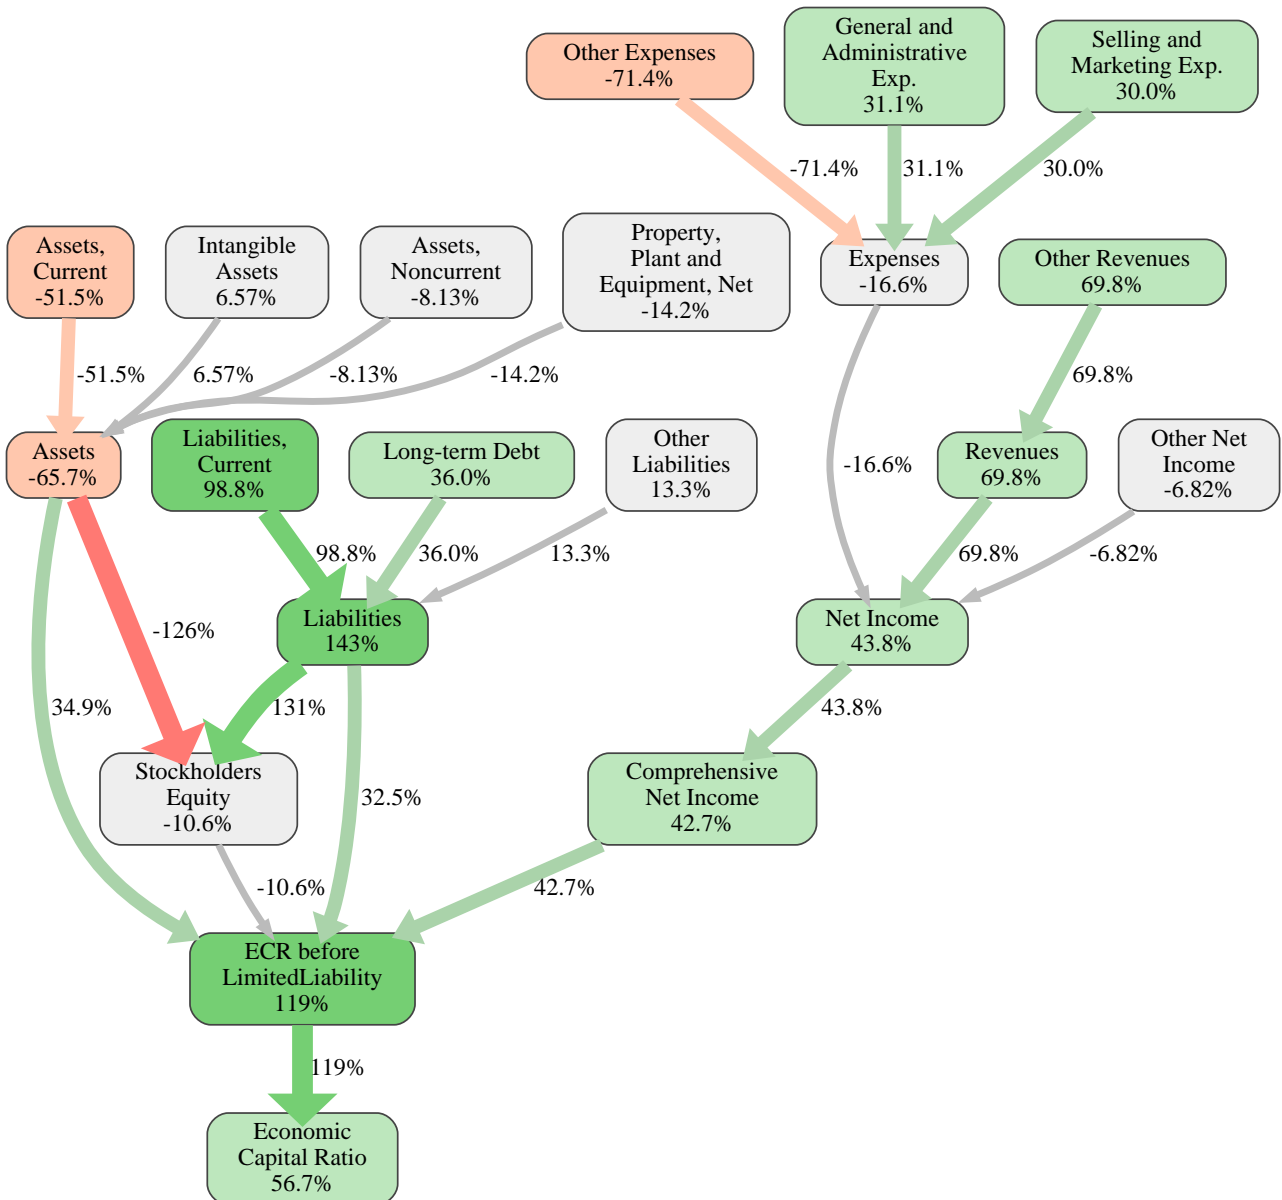 Other Expenses
-71.4%
General and
Administrative
Exp.
31.1%
Selling and
Marketing Exp.
30.0%
-71.4%
31.1%
30.0%
Assets,
Current
-51.5%
Intangible
Assets
6.57%
Assets,
Noncurrent
-8.13%
Property,
Plant and
Equipment, Net
-14.2%
Expenses
-16.6%
Other Revenues
69.8%
-51.5%
6.57%
-8.13%
-14.2%
69.8%
Assets
-65.7%
Liabilities,
Current
98.8%
Long-term Debt
36.0%
Other
Liabilities
13.3%
-16.6%
Revenues
69.8%
Other Net
Income
-6.82%
98.8%
36.0%
13.3%
69.8%
-6.82%
-126%
Liabilities
143%
Net Income
43.8%
34.9%
131%
43.8%
Stockholders
Equity
-10.6%
32.5%
Comprehensive
Net Income
42.7%
-10.6%
42.7%
ECR before
LimitedLiability
119%
119%
Economic
Capital Ratio
56.7%